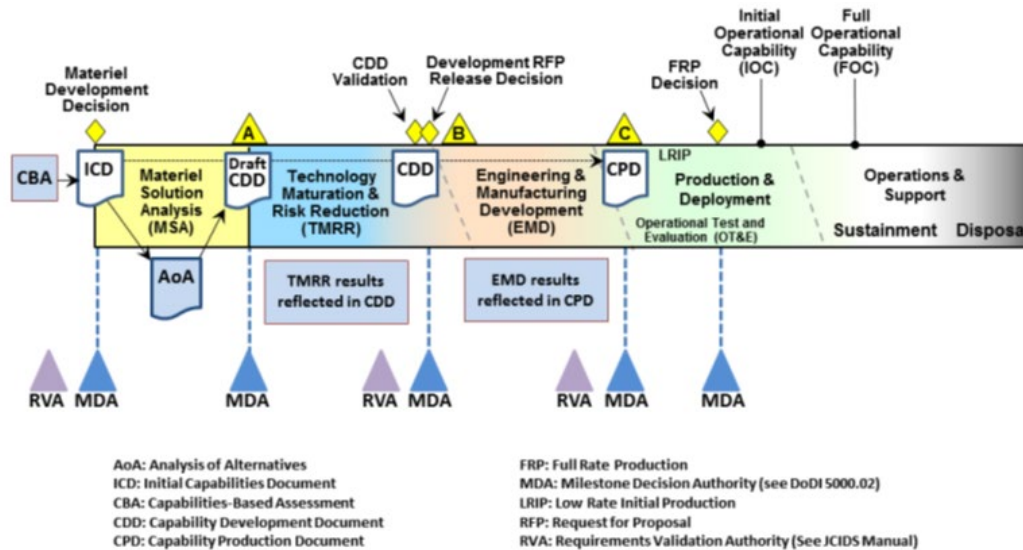 Materiel
Development
Decision
CDD
Validation
Development RFP
Release Decision
FRP
Decision
Initial
Operational
Capability
(IOC)
Full
Operational
Capability
(FOC)
A
B
C
CBA
ICD
Materiel
Solution
Analysis
(MSA)
Draft
CDD
Technology
Maturation &
Risk Reduction
(TMRR)
CDD
Engineering &
Manufacturing
Development
(EMD)
CPD
LRIP
Production &
Deployment
Operational Test and
Evaluation (OT&E)
Operations &
Support
Sustainment
Disposa
AoA
TMRR results
reflected in CDD
EMD results
reflected in CPD
RVA
MDA
MDA
RVA
MDA
RVA
MDA
MDA
AoA: Analysis of Alternatives
ICD: Initial Capabilities Document
CBA: Capabilities-Based Assessment
CDD: Capability Development Document
CPD: Capability Production Document
FRP: Full Rate Production
MDA: Milestone Decision Authority (see DoDI 5000.02)
LRIP: Low Rate Initial Production
RFP: Request for Proposal
RVA: Requirements Validation Authority (See JCIDS Manual)